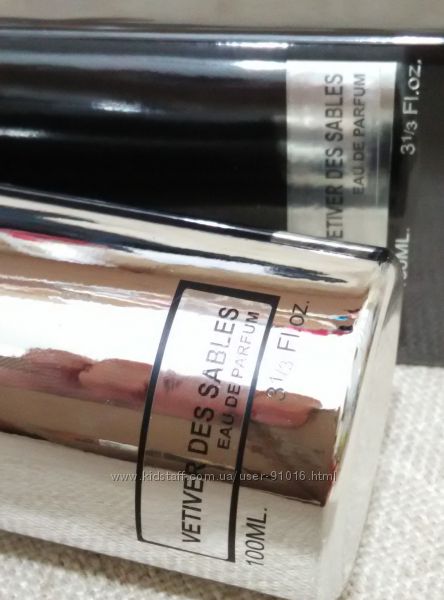 VETIVER DES SABLES
EAU DE PARFUM
3 1/3 Fl.oz.
VETIVER DES SABLES
EAU DE PARFUM
100ML.
3 1/3 Fl.oz.
www.kidstaff.com.ua/user-91016.html